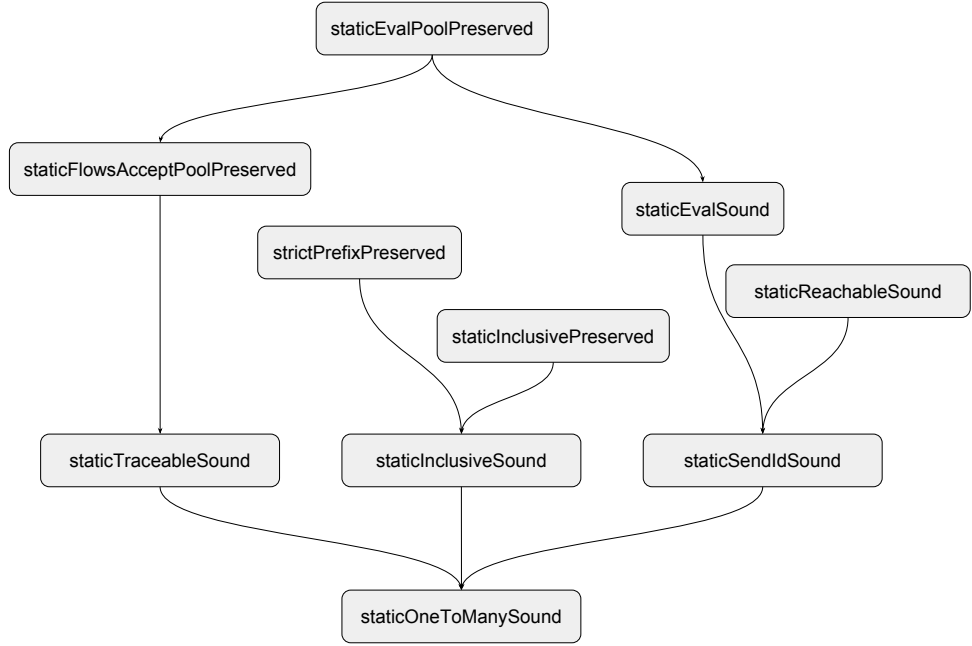 staticEvalPoolPreserved
staticFlowsAcceptPoolPreserved
staticEvalSound
strictPrefixPreserved
staticReachableSound
staticInclusivePreserved
staticTraceableSound
staticInclusiveSound
staticSendIdSound
staticOneToManySound